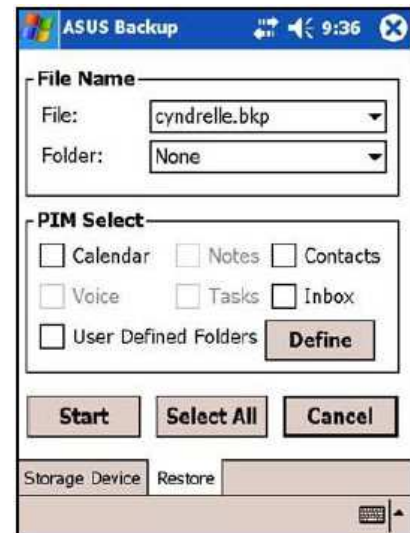 ASUS Backup 9:36
File Name
File: cyndrelle.bkp
Folder: None
PIM Select
Calendar Notes Contacts
Voice Tasks Inbox
User Defined Folders Define
Start Select All Cancel
Storage Device Restore